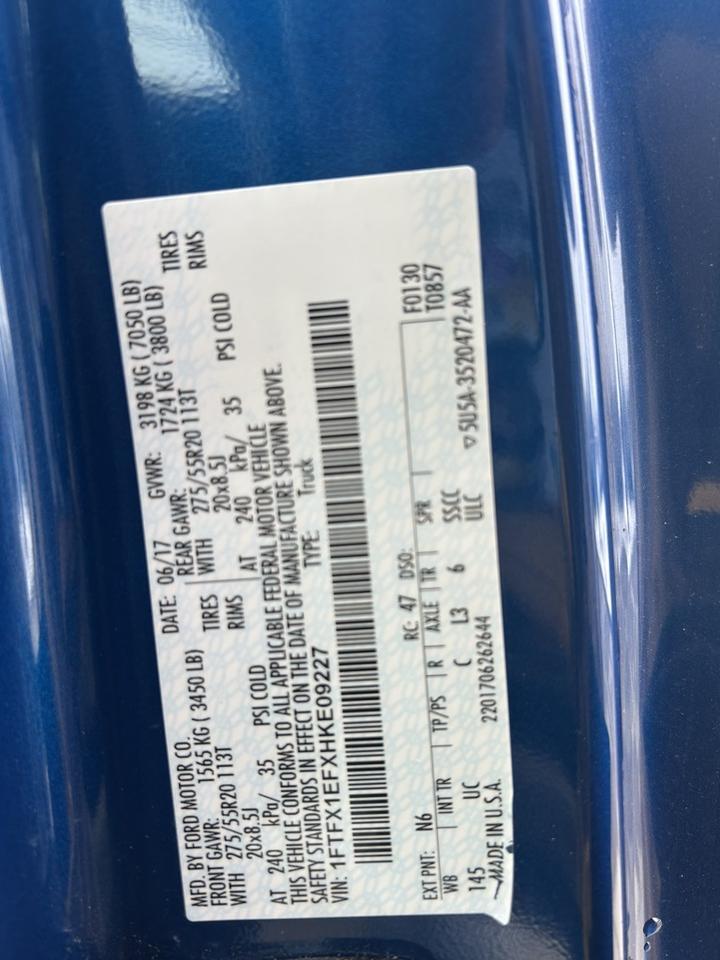 MFD. BY FORD MOTOR CO. DATE: 06/17 GVWR: 3198 KG ( 7050 LB)
FRONT GAWR: 1565 KG ( 3450 LB) REAR GAWR: 1724 KG ( 3800 LB)
WITH 275/55R20 113T TIRES WITH 275/55R20 113T TIRES
20x8.5J RIMS 20x8.5J RIMS
AT 240 kPa/ 35 PSI COLD AT 240 kPa/ 35 PSI COLD
THIS VEHICLE CONFORMS TO ALL APPLICABLE FEDERAL MOTOR VEHICLE
SAFETY STANDARDS IN EFFECT ON THE DATE OF MANUFACTURE SHOWN ABOVE.
VIN: 1FTFX1EFXHKE09227 TYPE: Truck
EXT PNT: N6 RC: 47 DSO: F0130
WB INT TR TP/PS R AXLE TR SPR T0857
145 UC C L3 6 SSCC
MADE IN U.S.A. 2201706262644 ULC ▽5U5A-3520472-AA